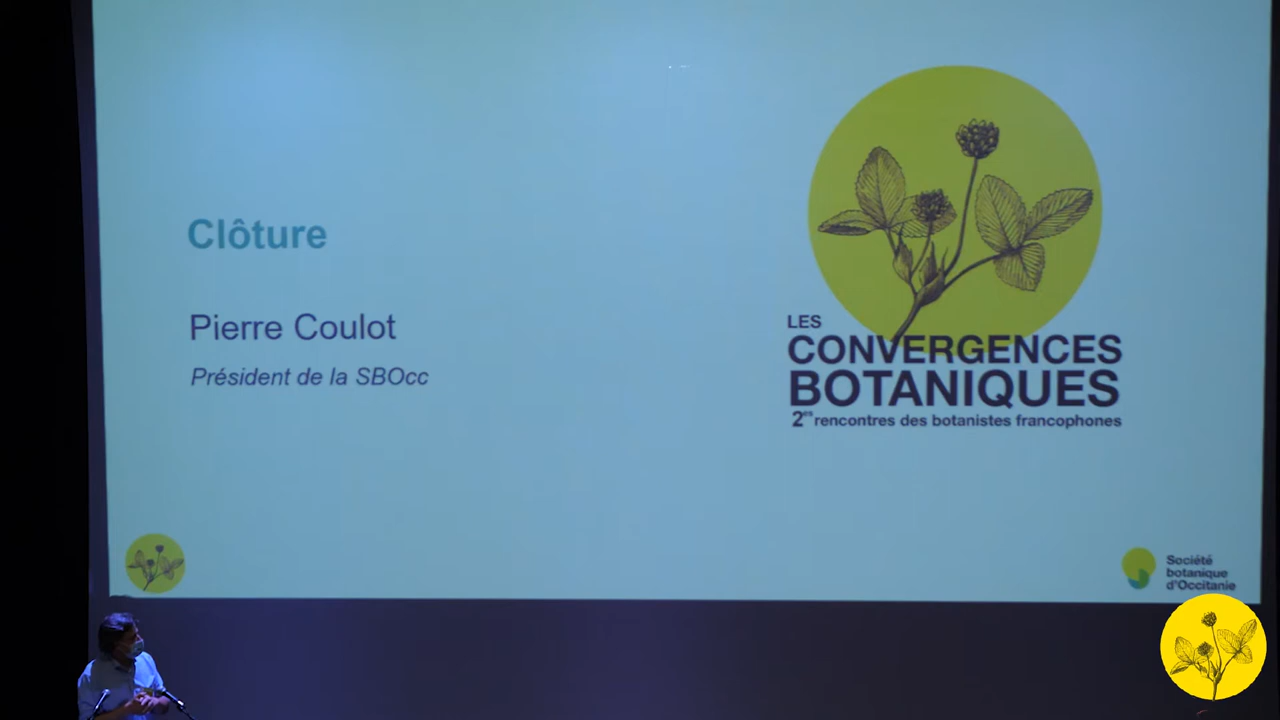 Clôture
Pierre Coulot
Président de la SBOcc
LES
CONVERGENCES
BOTANIQUES
2es rencontres des botanistes francophones
Société
botanique
d'Occitanie